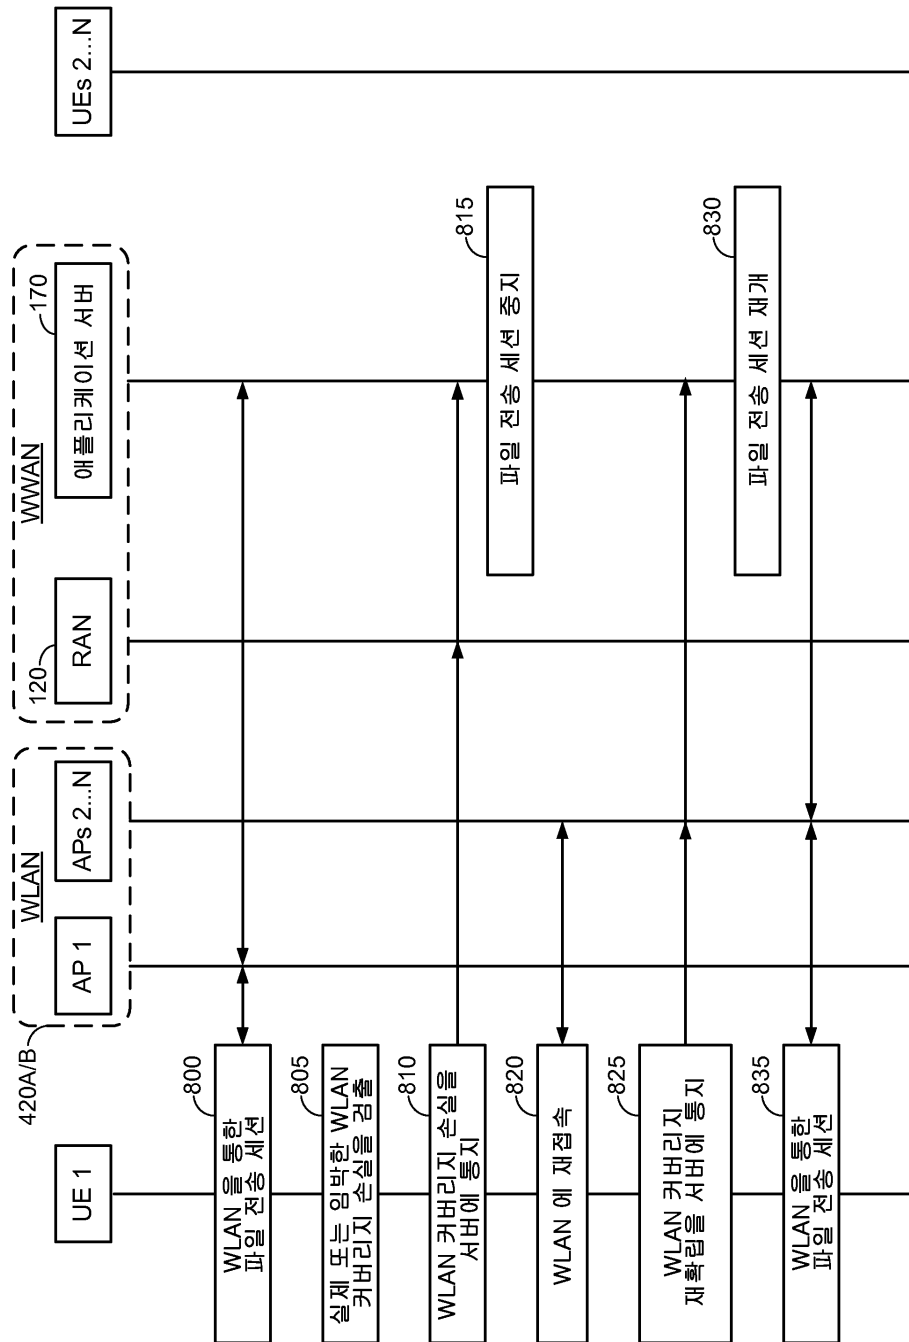 UE 1
420A/B
WLAN
AP 1
APs 2...N
WWAN
120
RAN
170
애플리케이션 서버
UEs 2...N
800
WLAN 을 통한
파일 전송 세션
805
실제 또는 임박한 WLAN
커버리지 손실을 검출
810
WLAN 커버리지 손실을
서버에 통지
815
파일 전송 세션 중지
820
WLAN 에 재접속
825
WLAN 커버리지
재확립을 서버에 통지
830
파일 전송 세션 재개
835
WLAN 을 통한
파일 전송 세션